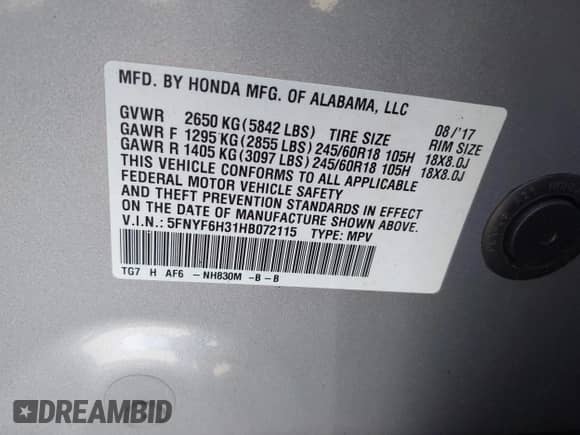 MFD. BY HONDA MFG. OF ALABAMA, LLC
GVWR 2650 KG (5842 LBS) TIRE SIZE 08/'17 RIM SIZE
GAWR F 1295 KG (2855 LBS) 245/60R18 105H 18X8.0J
GAWR R 1405 KG (3097 LBS) 245/60R18 105H 18X8.0J
THIS VEHICLE CONFORMS TO ALL APPLICABLE
FEDERAL MOTOR VEHICLE SAFETY
AND THEFT PREVENTION STANDARDS IN EFFECT
ON THE DATE OF MANUFACTURE SHOWN ABOVE.
V.I.N.: 5FNYF6H31HB072115 TYPE: MPV
TG7 H AF6 - NH830M -B - B
DREAMBID